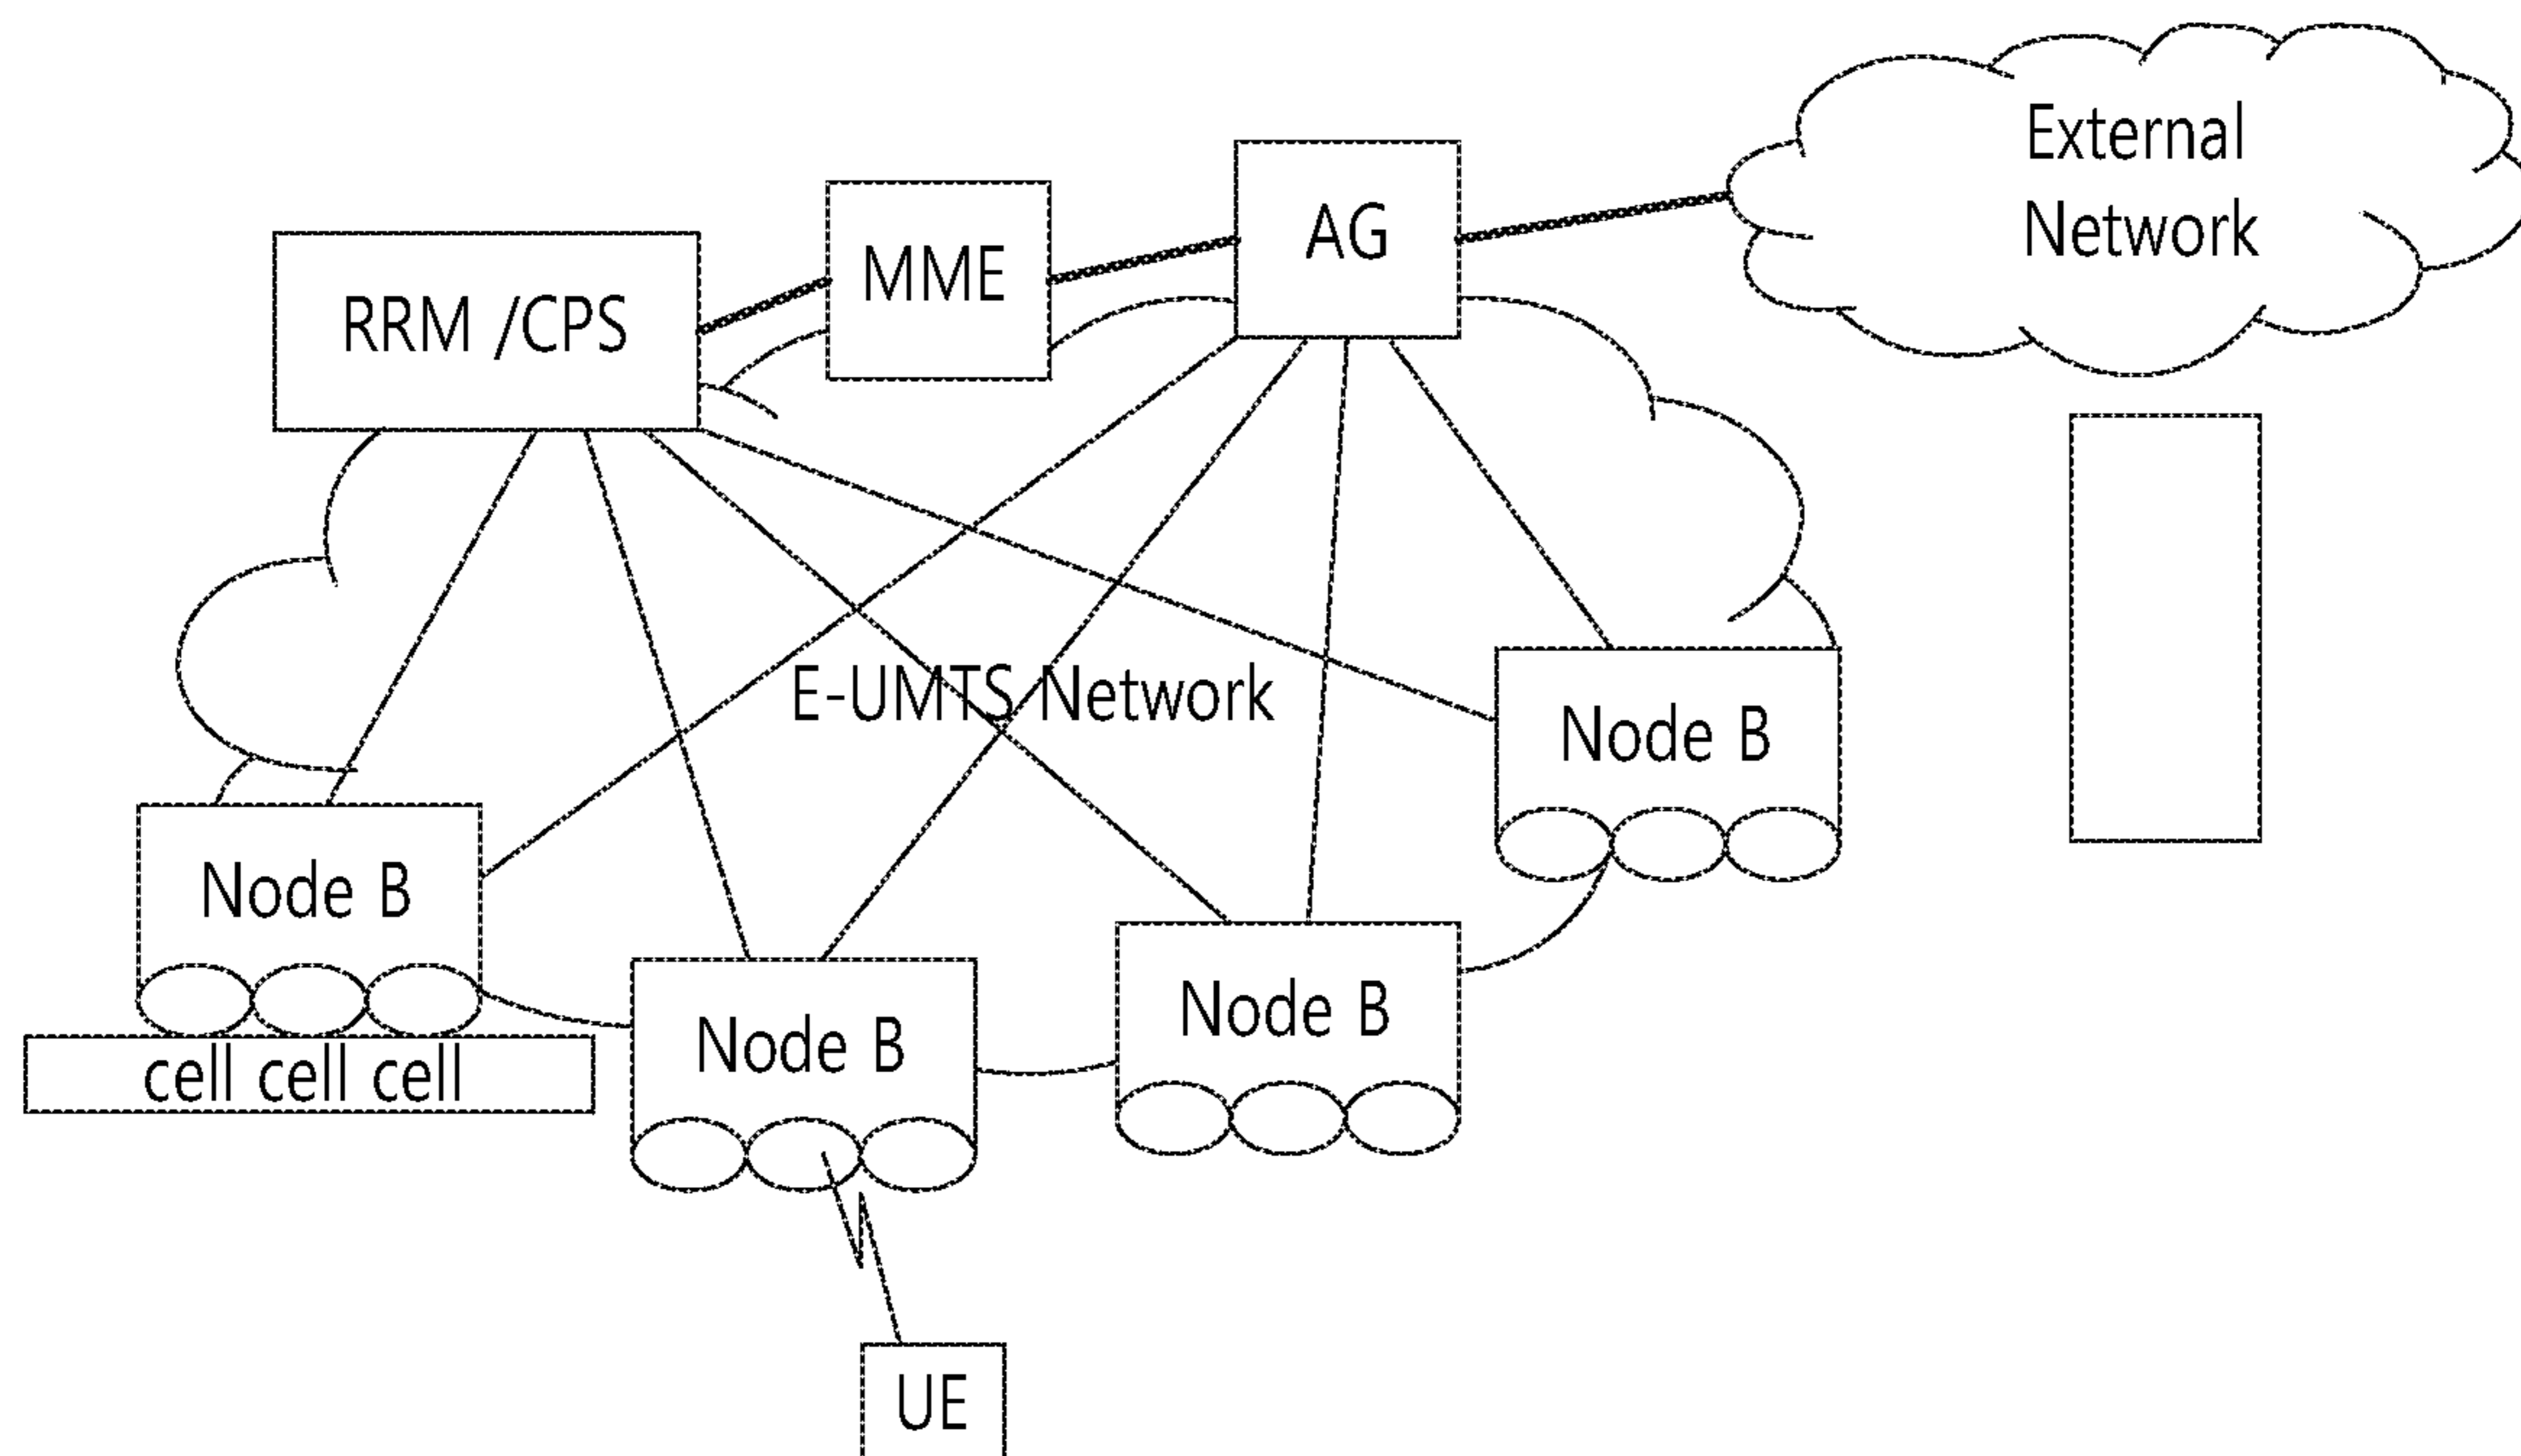 External
Network
AG
MME
RRM /CPS
E-UMTS Network
Node B
Node B
Node B
Node B
cell cell cell
UE